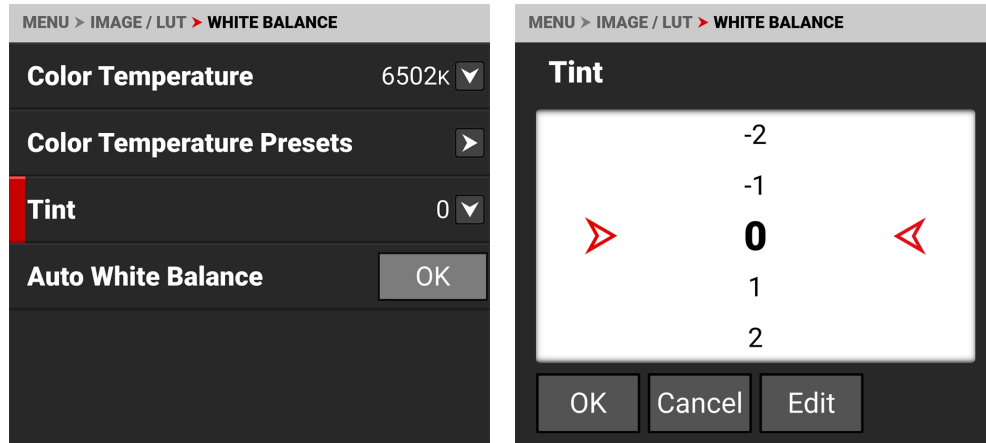 MENU > IMAGE / LUT > WHITE BALANCE
Color Temperature 6502K
Color Temperature Presets
Tint 0
Auto White Balance OK
MENU > IMAGE / LUT > WHITE BALANCE
Tint
-2
-1
0
1
2
OK Cancel Edit